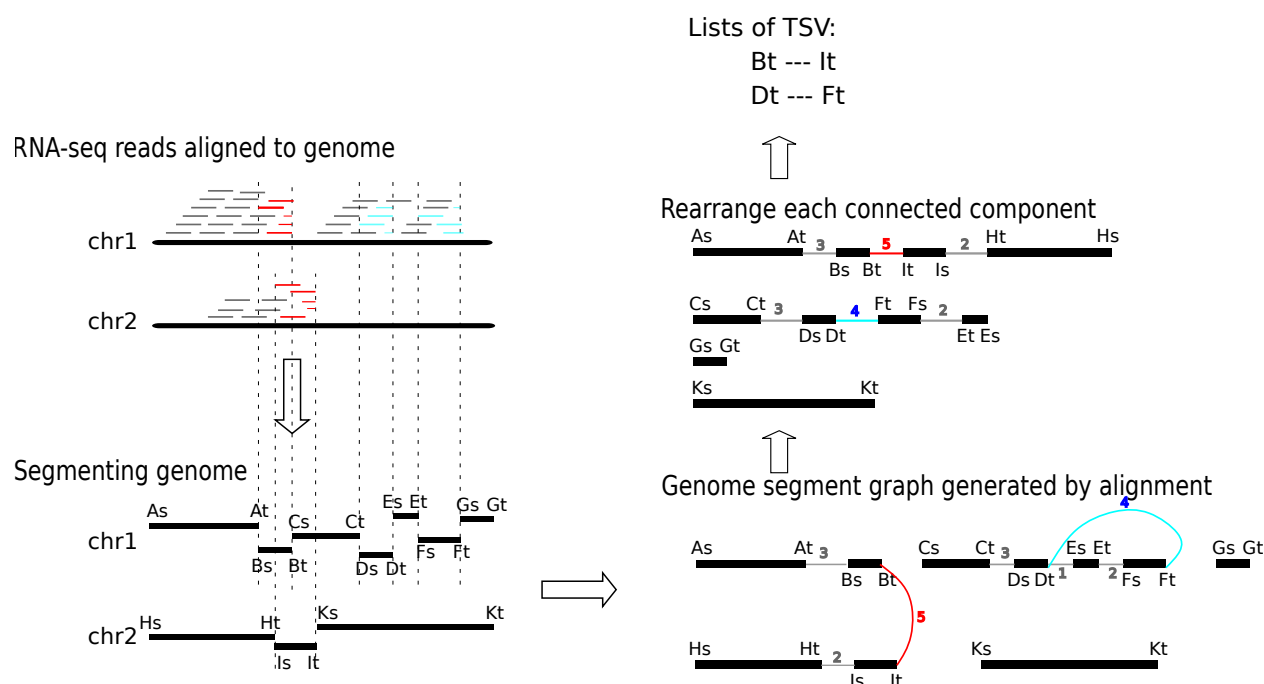 RNA-seq reads aligned to genome
chr1
chr2
Segmenting genome
As At Cs Ct Es Et Gs Gt
chr1
Bs Bt Ds Dt Fs Ft
Hs Ht Ks Kt
chr2
Is It
Lists of TSV:
Bt --- It
Dt --- Ft
Rearrange each connected component
As At 3 5 2 Ht Hs
Bs Bt It Is
Cs Ct 3 4 Ft Fs 2
Ds Dt Et Es
Gs Gt
Ks Kt
Genome segment graph generated by alignment
4
As At 3 Cs Ct 3 Es Et Gs Gt
Bs Bt Ds Dt 1 2 Fs Ft
5
Hs Ht 2 Ks Kt
Is It